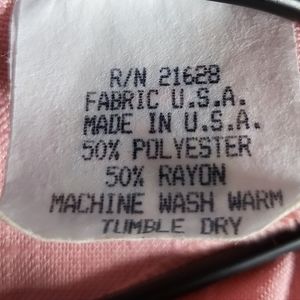 R/N 21628
FABRIC U.S.A.
MADE IN U.S.A.
50% POLYESTER
50% RAYON
MACHINE WASH WARM
TUMBLE DRY